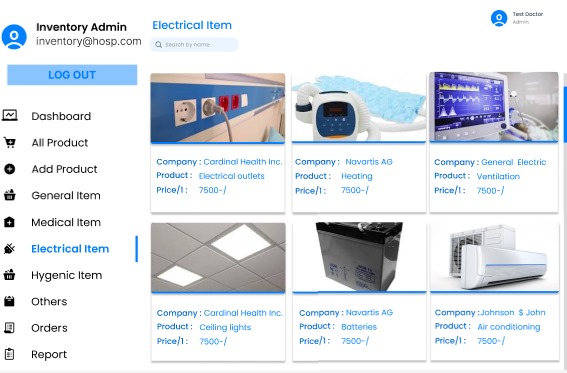 Inventory Admin
inventory@hosp.com
LOG OUT
Dashboard
All Product
Add Product
General Item
Medical Item
Electrical Item
Hygenic Item
Others
Orders
Report
Electrical Item
Search by name
Test Doctor
Admin
Company : Cardinal Health Inc.
Product : Electrical outlets
Price/1 : 7500-/
Company : Navartis AG
Product : Heating
Price/1 : 7500-/
Company : General Electric
Product : Ventilation
Price/1 : 7500-/
Company : Cardinal Health Inc.
Product : Ceiling lights
Price/1 : 7500-/
Company : Navartis AG
Product : Batteries
Price/1 : 7500-/
Company :Johnson $ John
Product : Air conditioning
Price/1 : 7500-/